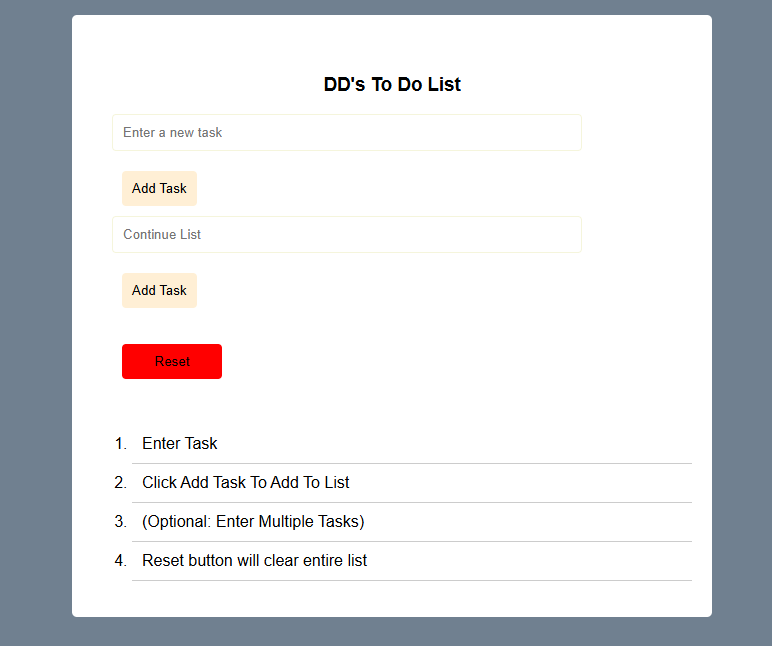 DD's To Do List
Enter a new task
Add Task
Continue List
Add Task
Reset
1. Enter Task
2. Click Add Task To Add To List
3. (Optional: Enter Multiple Tasks)
4. Reset button will clear entire list